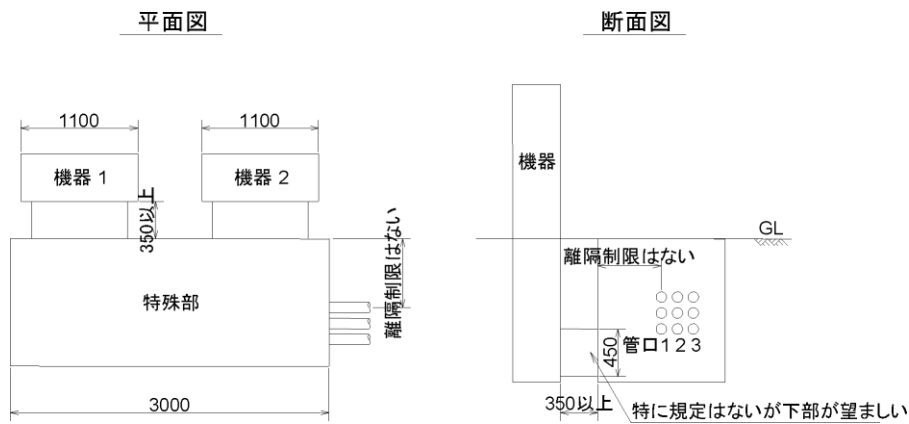 平面図
1100
1100
機器 1
機器 2
350以上
離隔制限はない
特殊部
3000
断面図
機器
GL
離隔制限はない
管口1 2 3
450
350以上
特に規定はないが下部が望ましい